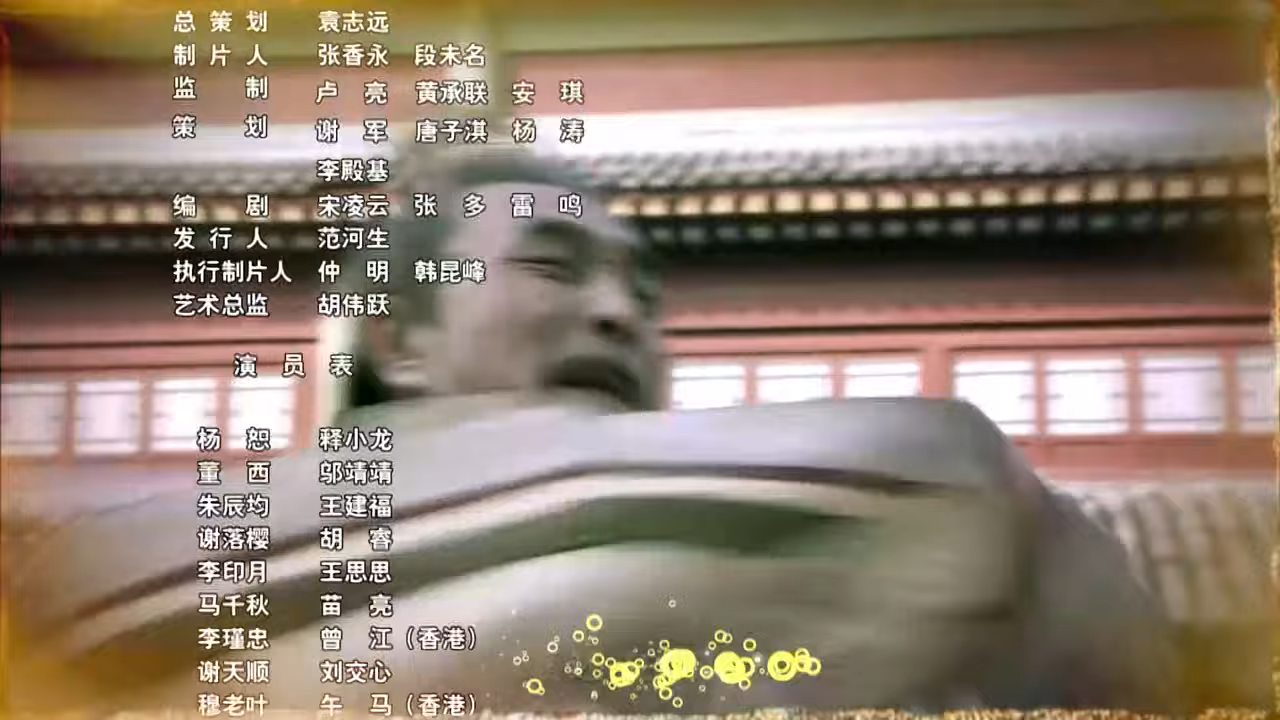 总 策 划 袁志远
制 片 人 张香永 段未名
监 制 卢 亮 黄承联 安 琪
策 划 谢 军 唐子淇 杨 涛
李殿基
编 剧 宋凌云 张 多 雷 鸣
发 行 人 范河生
执行制片人 仲 明 韩昆峰
艺术总监 胡伟跃
演 员 表
杨 恕 释小龙
董 西 邬靖靖
朱辰均 王建福
谢落樱 胡 睿
李印月 王思思
马千秋 苗 亮
李瑾忠 曾 江（香港）
谢天顺 刘交心
穆老叶 午 马（香港）